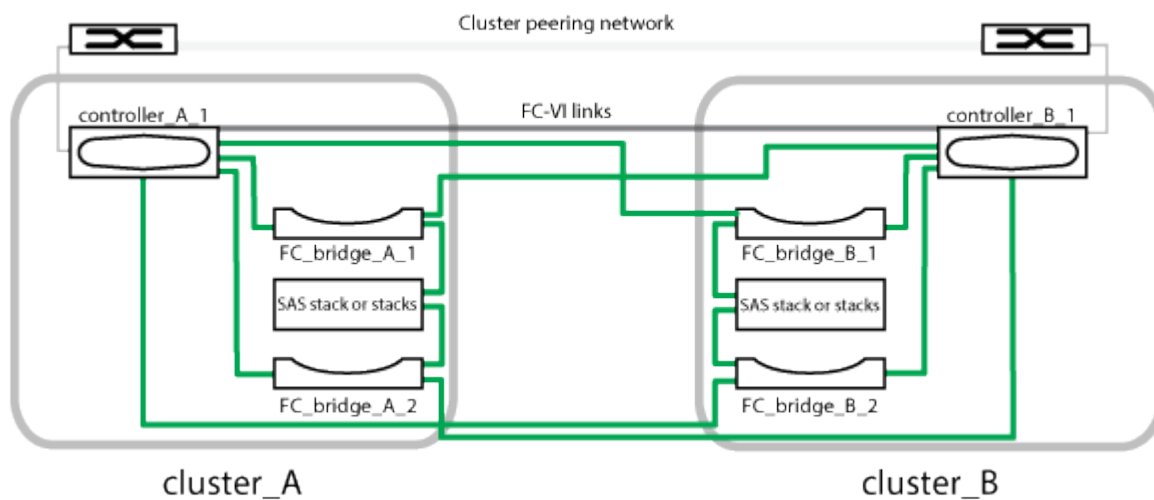 Cluster peering network
controller_A_1
FC-VI links
controller_B_1
FC_bridge_A_1
FC_bridge_B_1
SAS stack or stacks
SAS stack or stacks
FC_bridge_A_2
FC_bridge_B_2
cluster_A
cluster_B